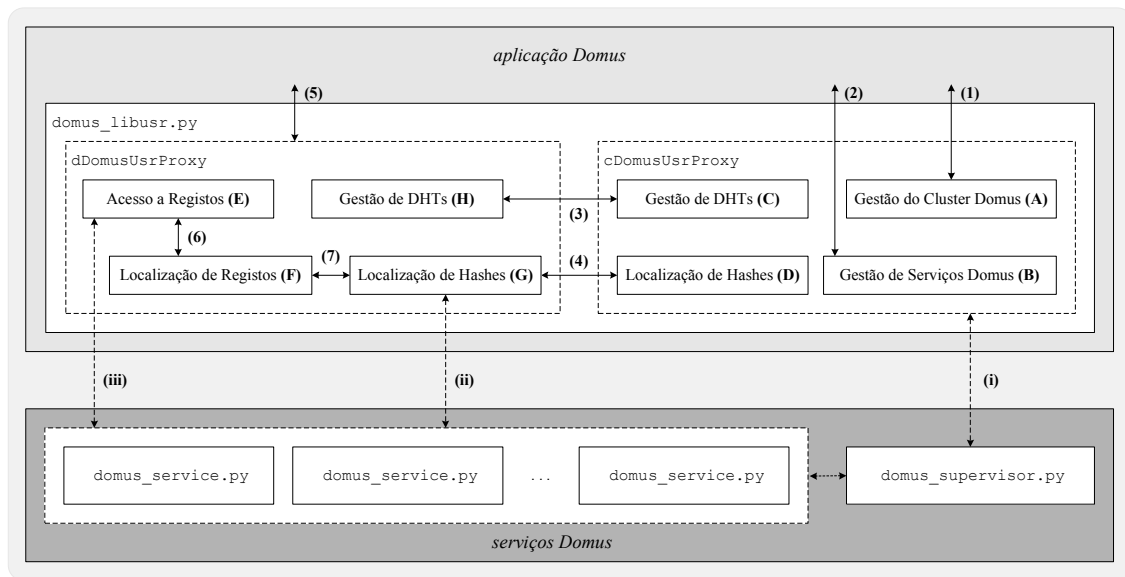 aplicação Domus
(5)
(2)
(1)
domus_libusr.py
dDomusUsrProxy
cDomusUsrProxy
Acesso a Registos (E)
Gestão de DHTs (H)
Gestão de DHTs (C)
Gestão do Cluster Domus (A)
(3)
(6)
(7)
(4)
Localização de Registos (F)
Localização de Hashes (G)
Localização de Hashes (D)
Gestão de Serviços Domus (B)
(iii)
(ii)
(i)
domus_service.py
domus_service.py
...
domus_service.py
domus_supervisor.py
serviços Domus